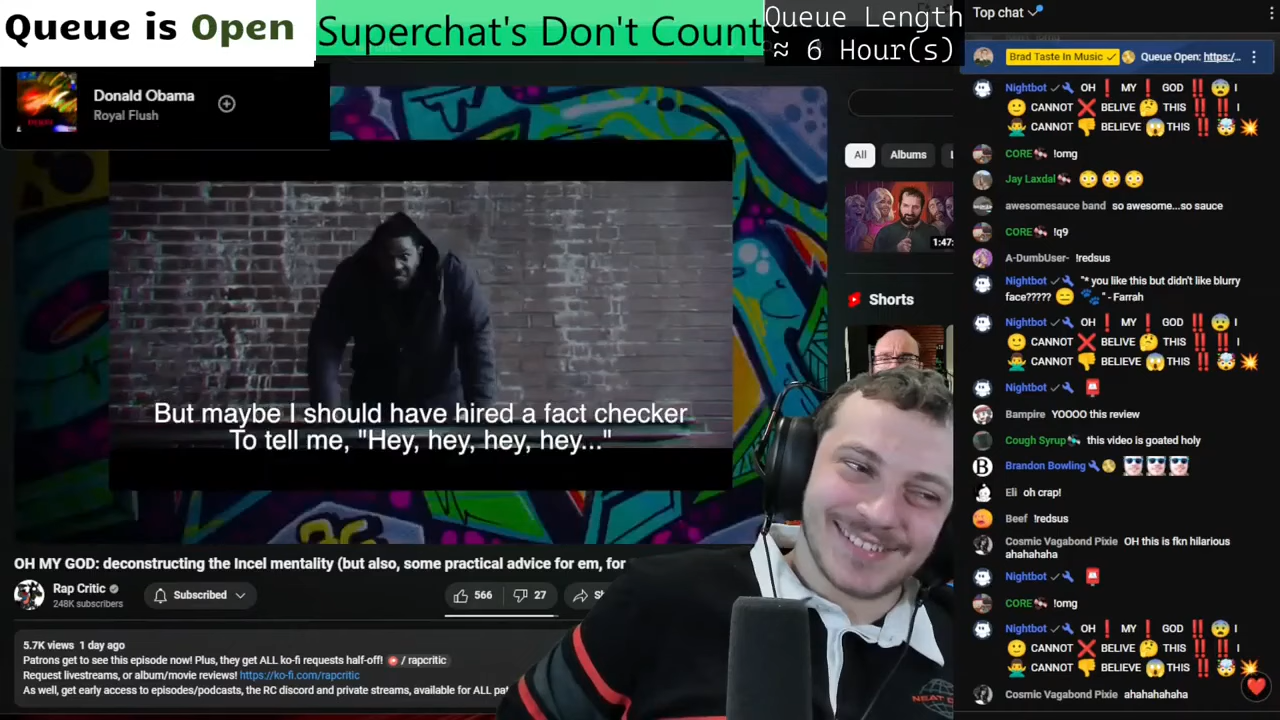 Queue is Open
Superchat's Don't Count
Queue Length
≈ 6 Hour(s)
Donald Obama
Royal Flush
But maybe I should have hired a fact checker
To tell me, "Hey, hey, hey, hey..."
All
Albums
1:47:
Shorts
OH MY GOD: deconstructing the Incel mentality (but also, some practical advice for em, for
Rap Critic
248K subscribers
Subscribed
566
27
5.7K views 1 day ago
Patrons get to see this episode now! Plus, they get ALL ko-fi requests half-off! / rapcritic
Request livestreams, or album/movie reviews! https://ko-fi.com/rapcritic
As well, get early access to episodes/podcasts, the RC discord and private streams, available for ALL pat
Top chat
Brad Taste In Music Queue Open: https:/...
Nightbot OH ❗ MY ❗ GOD ‼️ 😨 I
🙂 CANNOT ❌ BELIVE 🤔 THIS ‼️ ‼️ I
🙅‍♂️ CANNOT 👎 BELIEVE 😱 THIS ‼️ 🤯 💥
CORE !omg
Jay Laxdal 😳 😳 😳
awesomesauce band so awesome...so sauce
CORE !q9
A-DumbUser- !redsus
Nightbot "* you like this but didn't like blurry
face????? 😑 🐾" - Farrah
Nightbot OH ❗ MY ❗ GOD ‼️ 😨 I
🙂 CANNOT ❌ BELIVE 🤔 THIS ‼️ ‼️ I
🙅‍♂️ CANNOT 👎 BELIEVE 😱 THIS ‼️ 🤯 💥
Nightbot
Bampire YOOOO this review
Cough Syrup this video is goated holy
Brandon Bowling
Eli oh crap!
Beef !redsus
Cosmic Vagabond Pixie OH this is fkn hilarious
ahahahaha
Nightbot
CORE !omg
Nightbot OH ❗ MY ❗ GOD ‼️ 😨 I
🙂 CANNOT ❌ BELIVE 🤔 THIS ‼️ ‼️ I
🙅‍♂️ CANNOT 👎 BELIEVE 😱 THIS ‼️ 🤯 💥
Cosmic Vagabond Pixie ahahahahaha